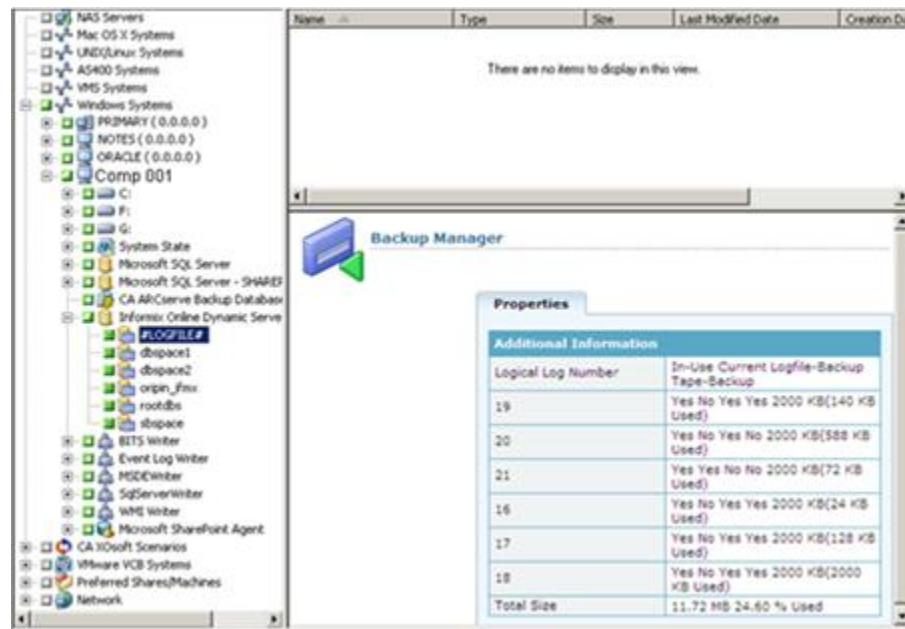 NAS Servers
Mac OS X Systems
UNIX/Linux Systems
AS400 Systems
VMS Systems
Windows Systems
PRIMARY ( 0.0.0.0 )
NOTES ( 0.0.0.0 )
ORACLE ( 0.0.0.0 )
Comp 001
C:
F:
G:
System State
Microsoft SQL Server
Microsoft SQL Server - SHAREP
CA ARCserve Backup Database
Informix Online Dynamic Serve
#LOGFILE#
dbspace1
dbspace2
oripin_ifmx
rootdbs
sbspace
BITS Writer
Event Log Writer
MSDEWriter
SqlServerWriter
WMI Writer
Microsoft SharePoint Agent
CA XOsoft Scenarios
VMware VCB Systems
Preferred Shares/Machines
Network
Name Type Size Last Modified Date Creation Da
There are no items to display in this view.
Backup Manager
Properties
Additional Information
Logical Log Number In-Use Current Logfile-Backup
Tape-Backup
19 Yes No Yes Yes 2000 KB(140 KB
Used)
20 Yes No Yes No 2000 KB(588 KB
Used)
21 Yes Yes No No 2000 KB(72 KB
Used)
16 Yes No Yes Yes 2000 KB(24 KB
Used)
17 Yes No Yes Yes 2000 KB(128 KB
Used)
18 Yes No Yes Yes 2000 KB(2000
KB Used)
Total Size 11.72 MB 24.60 % Used